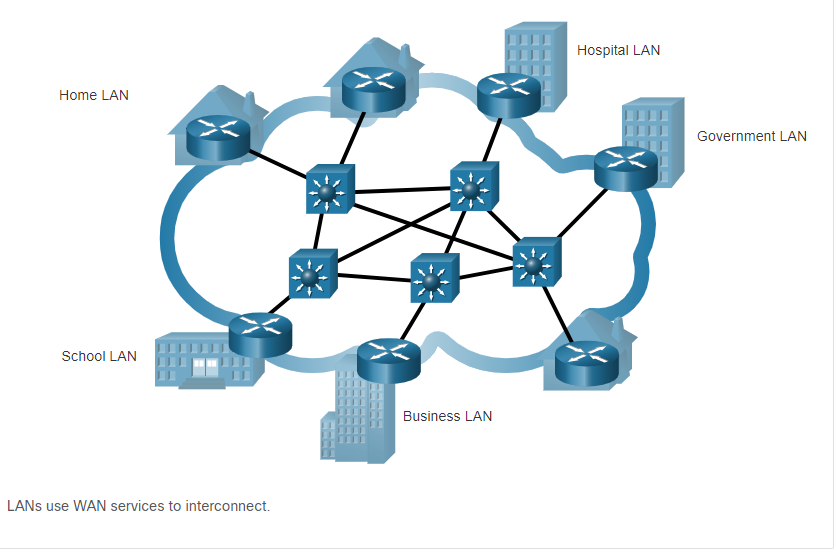 Hospital LAN
Home LAN
Government LAN
School LAN
Business LAN
LANs use WAN services to interconnect.